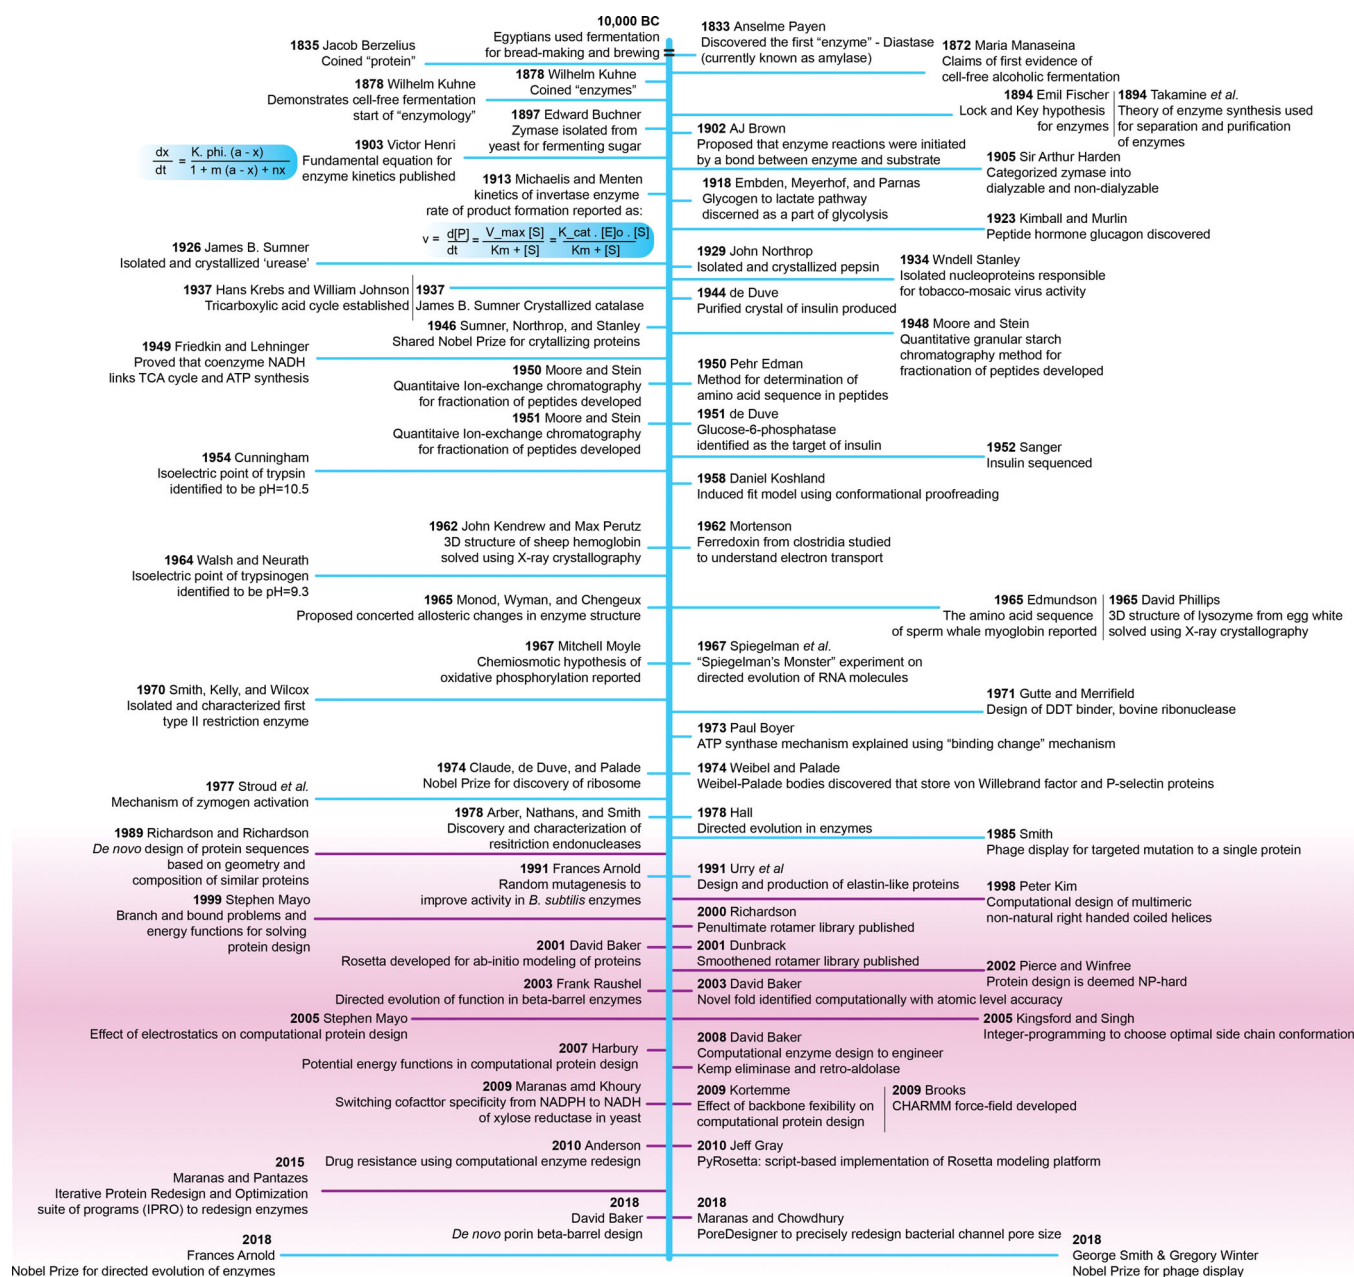 10,000 BC
Egyptians used fermentation
for bread-making and brewing
1833 Anselme Payen
Discovered the first “enzyme” - Diastase
(currently known as amylase)
1835 Jacob Berzelius
Coined “protein”
1872 Maria Manaseina
Claims of first evidence of
cell-free alcoholic fermentation
1878 Wilhelm Kuhne
Coined “enzymes”
1878 Wilhelm Kuhne
Demonstrates cell-free fermentation
start of “enzymology”
1894 Emil Fischer
Lock and Key hypothesis
for enzymes
1894 Takamine et al.
Theory of enzyme synthesis used
for separation and purification
of enzymes
1897 Edward Buchner
Zymase isolated from
yeast for fermenting sugar
1902 AJ Brown
Proposed that enzyme reactions were initiated
by a bond between enzyme and substrate
1903 Victor Henri
Fundamental equation for
enzyme kinetics published
dx/dt = K. phi. (a - x)/1 + m (a - x) + nx
1905 Sir Arthur Harden
Categorized zymase into
dialyzable and non-dialyzable
1913 Michaelis and Menten
kinetics of invertase enzyme
rate of product formation reported as:
v = d[P]/dt = V_max [S]/Km + [S] = K_cat . [E]o . [S]/Km + [S]
1918 Embden, Meyerhof, and Parnas
Glycogen to lactate pathway
discerned as a part of glycolysis
1923 Kimball and Murlin
Peptide hormone glucagon discovered
1926 James B. Sumner
Isolated and crystallized ‘urease’
1929 John Northrop
Isolated and crystallized pepsin
1934 Wndell Stanley
Isolated nucleoproteins responsible
for tobacco-mosaic virus activity
1937 Hans Krebs and William Johnson
Tricarboxylic acid cycle established
1937
James B. Sumner Crystallized catalase
1944 de Duve
Purified crystal of insulin produced
1946 Sumner, Northrop, and Stanley
Shared Nobel Prize for crytallizing proteins
1948 Moore and Stein
Quantitative granular starch
chromatography method for
fractionation of peptides developed
1949 Friedkin and Lehninger
Proved that coenzyme NADH
links TCA cycle and ATP synthesis
1950 Moore and Stein
Quantitaive Ion-exchange chromatography
for fractionation of peptides developed
1950 Pehr Edman
Method for determination of
amino acid sequence in peptides
1951 Moore and Stein
Quantitaive Ion-exchange chromatography
for fractionation of peptides developed
1951 de Duve
Glucose-6-phosphatase
identified as the target of insulin
1952 Sanger
Insulin sequenced
1954 Cunningham
Isoelectric point of trypsin
identified to be pH=10.5
1958 Daniel Koshland
Induced fit model using conformational proofreading
1962 John Kendrew and Max Perutz
3D structure of sheep hemoglobin
solved using X-ray crystallography
1962 Mortenson
Ferredoxin from clostridia studied
to understand electron transport
1964 Walsh and Neurath
Isoelectric point of trypsinogen
identified to be pH=9.3
1965 Monod, Wyman, and Chengeux
Proposed concerted allosteric changes in enzyme structure
1965 Edmundson
The amino acid sequence
of sperm whale myoglobin reported
1965 David Phillips
3D structure of lysozyme from egg white
solved using X-ray crystallography
1967 Mitchell Moyle
Chemiosmotic hypothesis of
oxidative phosphorylation reported
1967 Spiegelman et al.
“Spiegelman’s Monster” experiment on
directed evolution of RNA molecules
1970 Smith, Kelly, and Wilcox
Isolated and characterized first
type II restriction enzyme
1971 Gutte and Merrifield
Design of DDT binder, bovine ribonuclease
1973 Paul Boyer
ATP synthase mechanism explained using “binding change” mechanism
1974 Claude, de Duve, and Palade
Nobel Prize for discovery of ribosome
1974 Weibel and Palade
Weibel-Palade bodies discovered that store von Willebrand factor and P-selectin proteins
1977 Stroud et al.
Mechanism of zymogen activation
1978 Arber, Nathans, and Smith
Discovery and characterization of
resitriction endonucleases
1978 Hall
Directed evolution in enzymes
1985 Smith
Phage display for targeted mutation to a single protein
1989 Richardson and Richardson
De novo design of protein sequences
based on geometry and
composition of similar proteins
1991 Frances Arnold
Random mutagenesis to
improve activity in B. subtilis enzymes
1991 Urry et al
Design and production of elastin-like proteins
1998 Peter Kim
Computational design of multimeric
non-natural right handed coiled helices
1999 Stephen Mayo
Branch and bound problems and
energy functions for solving
protein design
2000 Richardson
Penultimate rotamer library published
2001 David Baker
Rosetta developed for ab-initio modeling of proteins
2001 Dunbrack
Smoothened rotamer library published
2002 Pierce and Winfree
Protein design is deemed NP-hard
2003 Frank Raushel
Directed evolution of function in beta-barrel enzymes
2003 David Baker
Novel fold identified computationally with atomic level accuracy
2005 Stephen Mayo
Effect of electrostatics on computational protein design
2005 Kingsford and Singh
Integer-programming to choose optimal side chain conformation
2007 Harbury
Potential energy functions in computational protein design
2008 David Baker
Computational enzyme design to engineer
Kemp eliminase and retro-aldolase
2009 Maranas amd Khoury
Switching cofacttor specificity from NADPH to NADH
of xylose reductase in yeast
2009 Kortemme
Effect of backbone fexibility on
computational protein design
2009 Brooks
CHARMM force-field developed
2010 Anderson
Drug resistance using computational enzyme redesign
2010 Jeff Gray
PyRosetta: script-based implementation of Rosetta modeling platform
2015
Maranas and Pantazes
Iterative Protein Redesign and Optimization
suite of programs (IPRO) to redesign enzymes
2018
David Baker
De novo porin beta-barrel design
2018
Maranas and Chowdhury
PoreDesigner to precisely redesign bacterial channel pore size
2018
Frances Arnold
Nobel Prize for directed evolution of enzymes
2018
George Smith & Gregory Winter
Nobel Prize for phage display